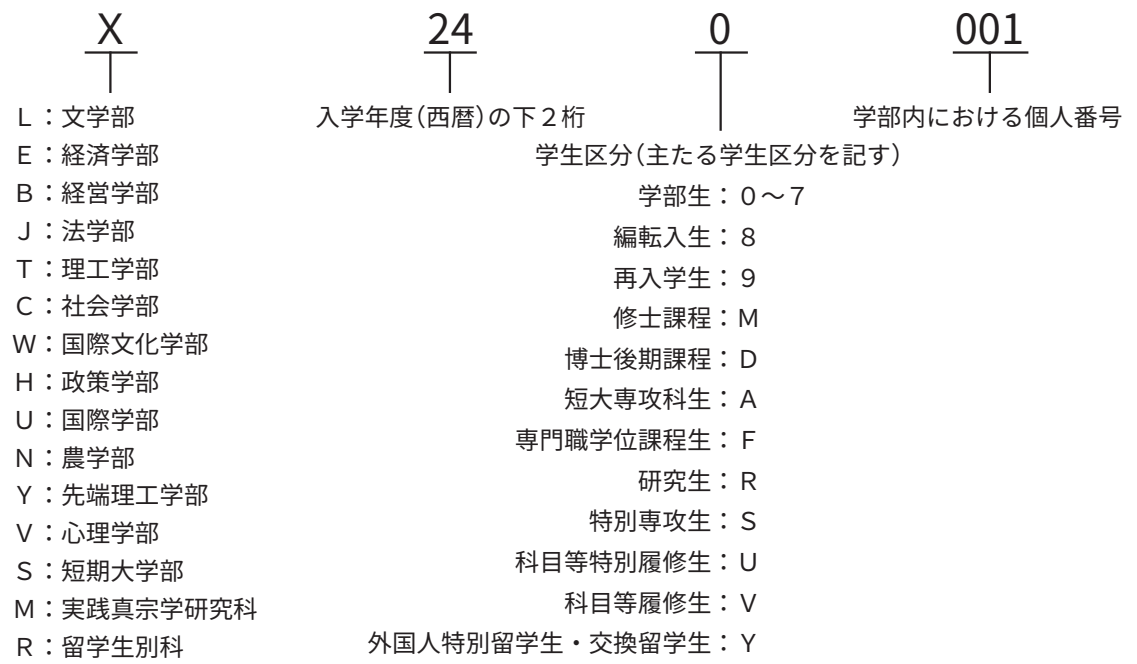 X 24 0 001
L：文学部
E：経済学部
B：経営学部
J：法学部
T：理工学部
C：社会学部
W：国際文化学部
H：政策学部
U：国際学部
N：農学部
Y：先端理工学部
V：心理学部
S：短期大学部
M：実践真宗学研究科
R：留学生別科
入学年度(西暦)の下２桁
学生区分(主たる学生区分を記す)
学部生：０～７
編転入生：８
再入学生：９
修士課程：M
博士後期課程：D
短大専攻科生：A
専門職学位課程生：F
研究生：R
特別専攻生：S
科目等特別履修生：U
科目等履修生：V
外国人特別留学生・交換留学生：Y
学部内における個人番号